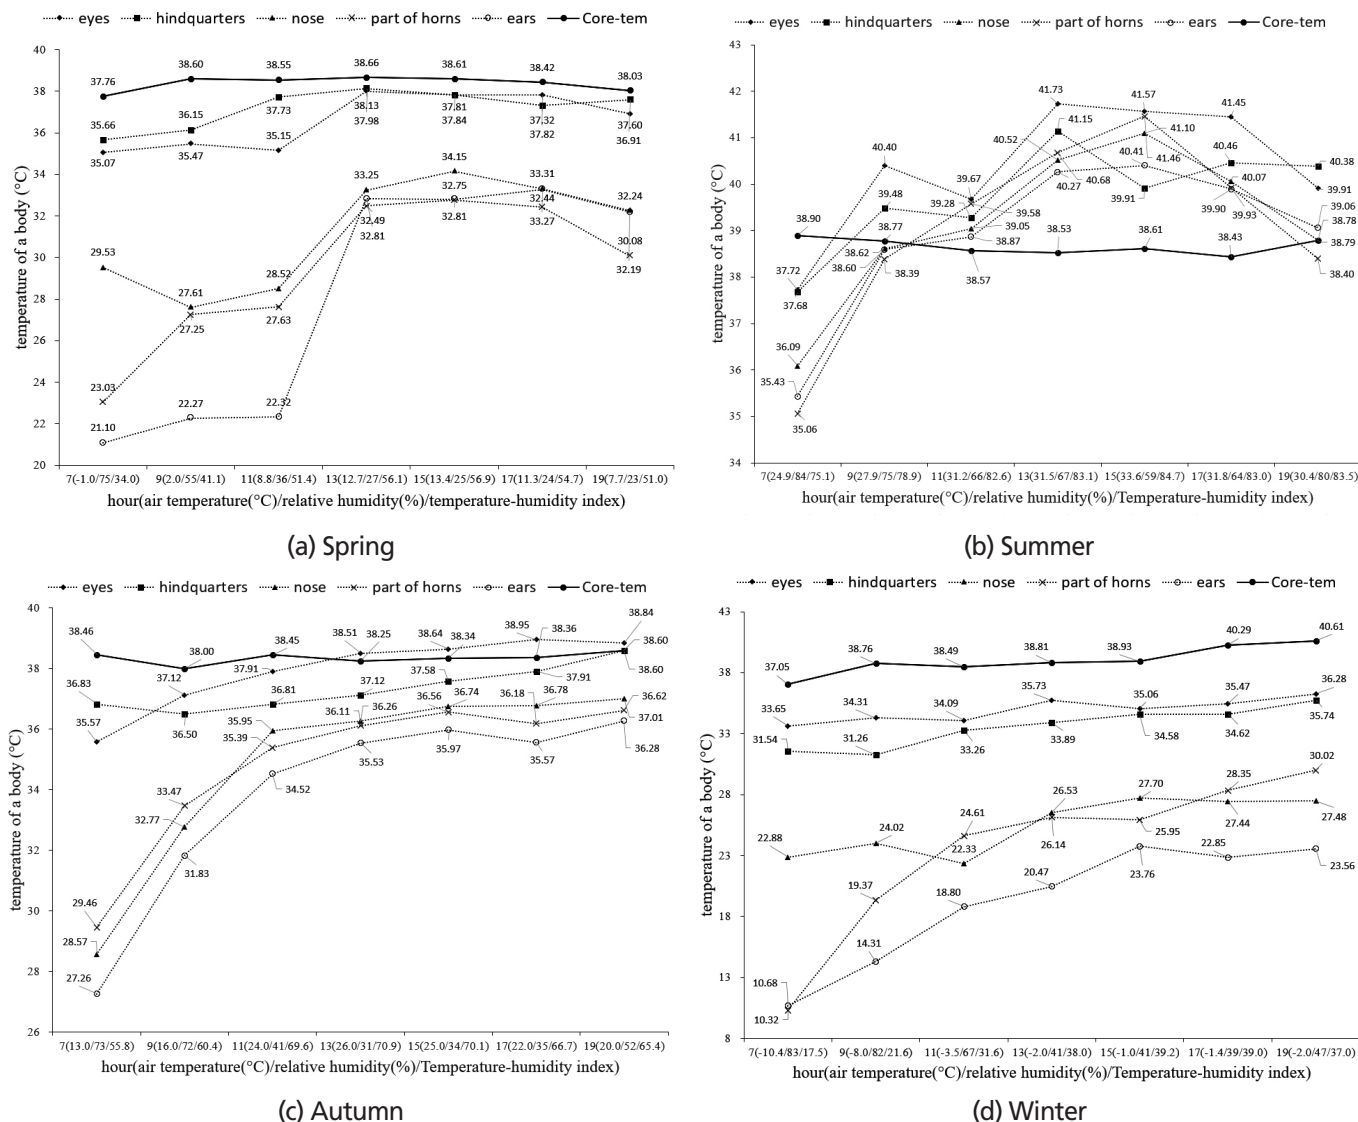 eyes hindquarters nose part of horns ears Core-tem
40
38
36
34
32
30
28
26
24
22
20
temperature of a body (°C)
37.76 38.60 38.55 38.66 38.61 38.42 38.03
35.66 36.15 37.73 38.13 37.81 37.32 37.60
35.07 35.47 35.15 37.98 37.84 37.82 36.91
29.53 27.61 28.52 33.25 34.15 33.31 32.24
23.03 27.25 27.63 32.49 32.75 32.44 30.08
21.10 22.27 22.32 32.81 32.81 33.27 32.19
7(-1.0/75/34.0) 9(2.0/55/41.1) 11(8.8/36/51.4) 13(12.7/27/56.1) 15(13.4/25/56.9) 17(11.3/24/54.7) 19(7.7/23/51.0)
hour(air temperature(°C)/relative humidity(%)/temperature-humidity index)
(a) Spring
eyes hindquarters nose part of horns ears Core-tem
43
42
41
40
39
38
37
36
35
34
temperature of a body (°C)
38.90 38.77 38.57 38.53 38.61 38.43 38.79
37.72 40.40 39.67 41.73 41.57 41.45 39.91
37.68 39.48 39.28 41.15 39.91 40.46 40.38
36.09 38.62 39.05 40.52 41.10 40.07 38.78
35.43 38.60 38.87 40.27 40.41 39.90 39.06
35.06 38.39 39.58 40.68 41.46 39.93 38.40
7(24.9/84/75.1) 9(27.9/75/78.9) 11(31.2/66/82.6) 13(31.5/67/83.1) 15(33.6/59/84.7) 17(31.8/64/83.0) 19(30.4/80/83.5)
hour(air temperature(°C)/relative humidity(%)/Temperature-humidity index)
(b) Summer
eyes hindquarters nose part of horns ears Core-tem
40
38
36
34
32
30
28
26
temperature of a body (°C)
38.46 38.00 38.45 38.25 38.34 38.36 38.60
35.57 37.12 37.91 38.51 38.64 38.95 38.84
36.83 36.50 36.81 37.12 37.58 37.91 38.60
28.57 32.77 35.95 36.26 36.74 36.78 37.01
29.46 33.47 35.39 36.11 36.56 36.18 36.62
27.26 31.83 34.52 35.53 35.97 35.57 36.28
7(13.0/73/55.8) 9(16.0/72/60.4) 11(24.0/41/69.6) 13(26.0/31/70.9) 15(25.0/34/70.1) 17(22.0/35/66.7) 19(20.0/52/65.4)
hour(air temperature(°C)/relative humidity(%)/Temperature-humidity index)
(c) Autumn
eyes hindquarters nose part of horns ears Core-tem
43
38
33
28
23
18
13
8
temperature of a body (°C)
37.05 38.76 38.49 38.81 38.93 40.29 40.61
33.65 34.31 34.09 35.73 35.06 35.47 36.28
31.54 31.26 33.26 33.89 34.58 34.62 35.74
22.88 24.02 22.33 26.53 27.70 27.44 27.48
10.32 19.37 24.61 26.14 25.95 28.35 30.02
10.68 14.31 18.80 20.47 23.76 22.85 23.56
7(-10.4/83/17.5) 9(-8.0/82/21.6) 11(-3.5/67/31.6) 13(-2.0/41/38.0) 15(-1.0/41/39.2) 17(-1.4/39/39.0) 19(-2.0/47/37.0)
hour(air temperature(°C)/relative humidity(%)/Temperature-humidity index)
(d) Winter